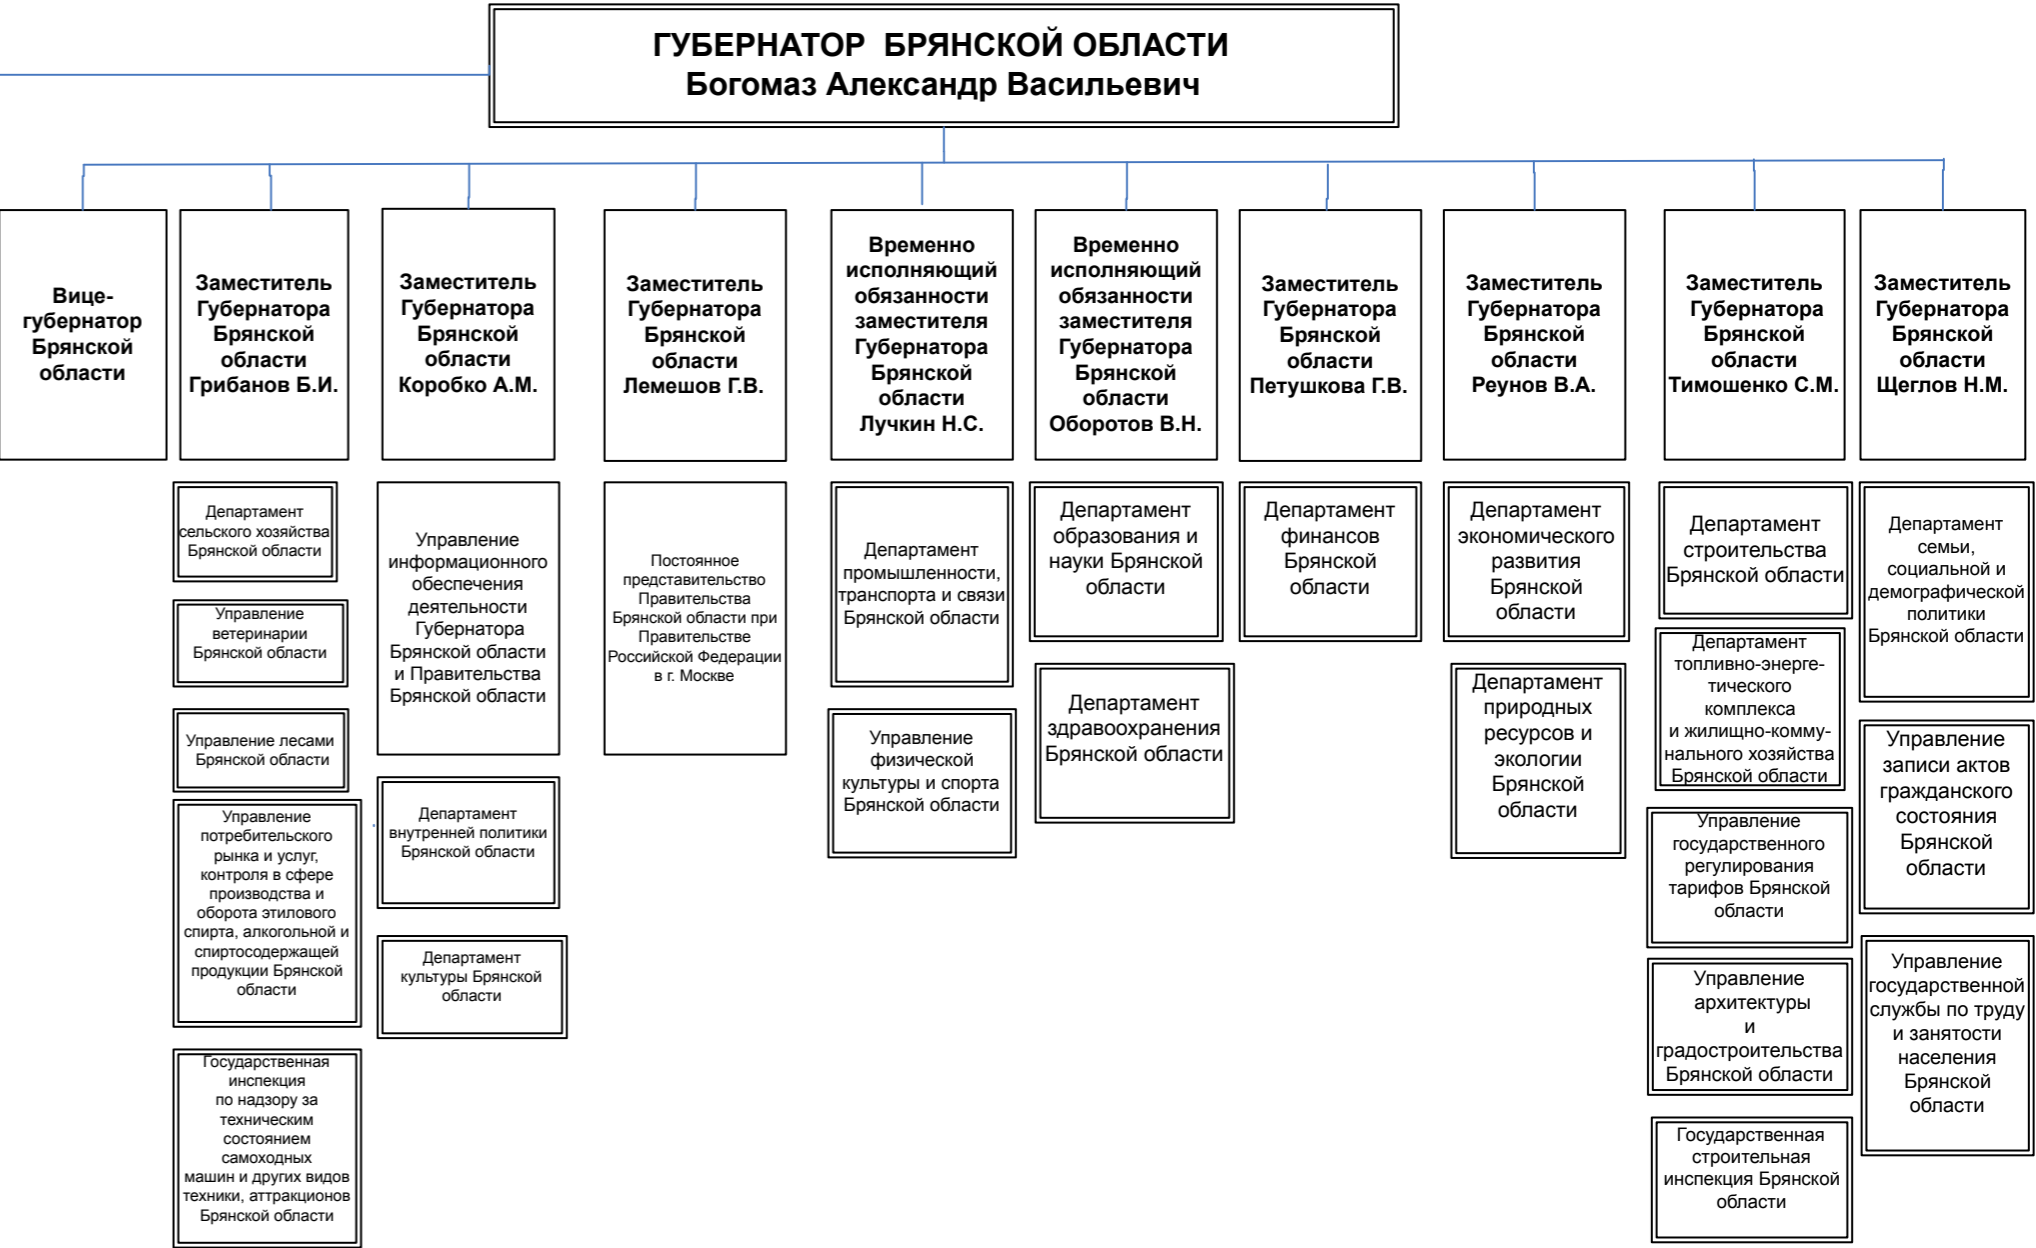 ГУБЕРНАТОР БРЯНСКОЙ ОБЛАСТИ
Богомаз Александр Васильевич
Вице-
губернатор
Брянской
области
Заместитель
Губернатора
Брянской
области
Грибанов Б.И.
Заместитель
Губернатора
Брянской
области
Коробко А.М.
Заместитель
Губернатора
Брянской
области
Лемешов Г.В.
Временно
исполняющий
обязанности
заместителя
Губернатора
Брянской
области
Лучкин Н.С.
Временно
исполняющий
обязанности
заместителя
Губернатора
Брянской
области
Оборотов В.Н.
Заместитель
Губернатора
Брянской
области
Петушкова Г.В.
Заместитель
Губернатора
Брянской
области
Реунов В.А.
Заместитель
Губернатора
Брянской
области
Тимошенко С.М.
Заместитель
Губернатора
Брянской
области
Щеглов Н.М.
Департамент
сельского хозяйства
Брянской области
Управление
ветеринарии
Брянской области
Управление лесами
Брянской области
Управление
потребительского
рынка и услуг,
контроля в сфере
производства и
оборота этилового
спирта, алкогольной и
спиртосодержащей
продукции Брянской
области
Государственная
инспекция
по надзору за
техническим
состоянием
самоходных
машин и других видов
техники, аттракционов
Брянской области
Управление
информационного
обеспечения
деятельности
Губернатора
Брянской области
и Правительства
Брянской области
Департамент
внутренней политики
Брянской области
Департамент
культуры Брянской
области
Постоянное
представительство
Правительства
Брянской области при
Правительстве
Российской Федерации
в г. Москве
Департамент
промышленности,
транспорта и связи
Брянской области
Управление
физической
культуры и спорта
Брянской области
Департамент
образования и
науки Брянской
области
Департамент
здравоохранения
Брянской области
Департамент
финансов
Брянской
области
Департамент
экономического
развития
Брянской
области
Департамент
природных
ресурсов и
экологии
Брянской
области
Департамент
строительства
Брянской области
Департамент
топливно-энерге-
тического
комплекса
и жилищно-комму-
нального хозяйства
Брянской области
Управление
государственного
регулирования
тарифов Брянской
области
Управление
архитектуры
и
градостроительства
Брянской области
Государственная
строительная
инспекция Брянской
области
Департамент
семьи,
социальной и
демографической
политики
Брянской области
Управление
записи актов
гражданского
состояния
Брянской
области
Управление
государственной
службы по труду
и занятости
населения
Брянской
области